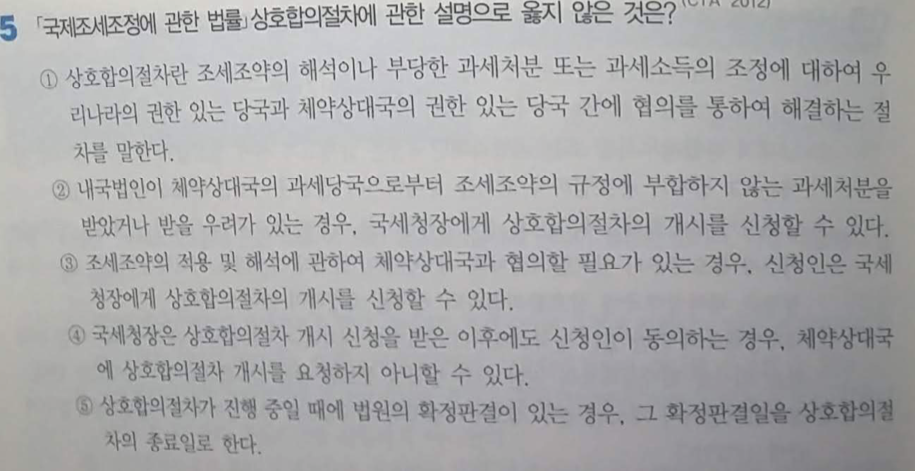 5 「국제조세조정에 관한 법률」상호합의절차에 관한 설명으로 옳지 않은 것은? (CTA 2012)
① 상호합의절차란 조세조약의 해석이나 부당한 과세처분 또는 과세소득의 조정에 대하여 우
리나라의 권한 있는 당국과 체약상대국의 권한 있는 당국 간에 협의를 통하여 해결하는 절
차를 말한다.
② 내국법인이 체약상대국의 과세당국으로부터 조세조약의 규정에 부합하지 않는 과세처분을
받았거나 받을 우려가 있는 경우, 국세청장에게 상호합의절차의 개시를 신청할 수 있다.
③ 조세조약의 적용 및 해석에 관하여 체약상대국과 협의할 필요가 있는 경우, 신청인은 국세
청장에게 상호합의절차의 개시를 신청할 수 있다.
④ 국세청장은 상호합의절차 개시 신청을 받은 이후에도 신청인이 동의하는 경우, 체약상대국
에 상호합의절차 개시를 요청하지 아니할 수 있다.
⑤ 상호합의절차가 진행 중일 때에 법원의 확정판결이 있는 경우, 그 확정판결일을 상호합의절
차의 종료일로 한다.